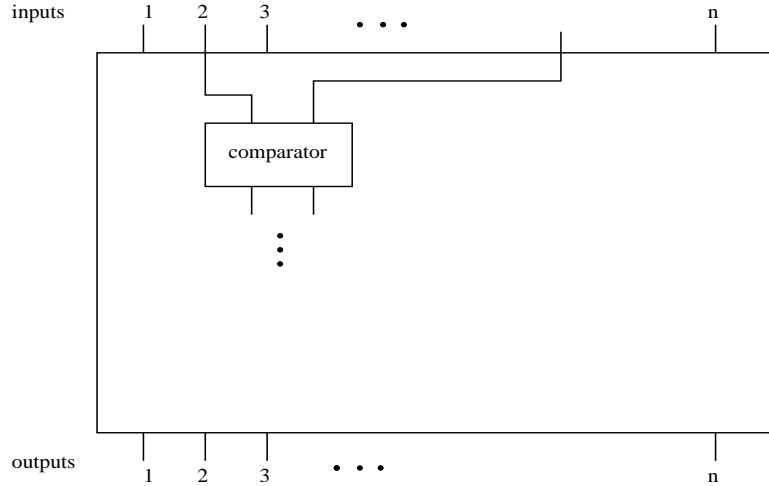 inputs 1 2 3 • • • n
comparator
outputs 1 2 3 • • • n